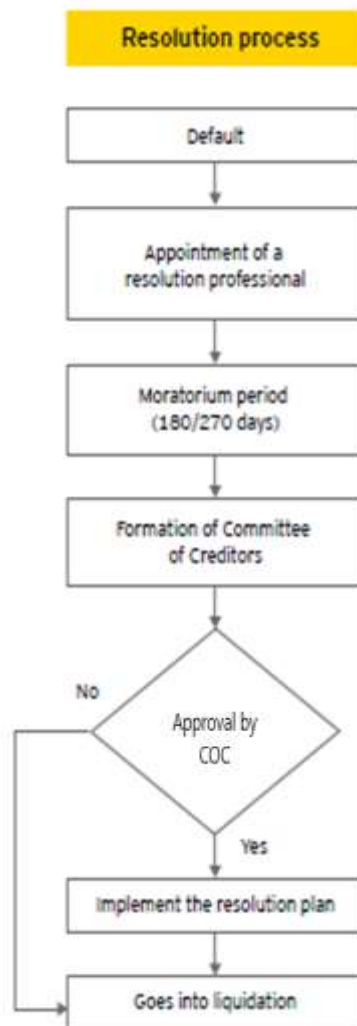 Resolution process
Default
Appointment of a
resolution professional
Moratorium period
(180/270 days)
Formation of Committee
of Creditors
No
Approval by
COC
Yes
Implement the resolution plan
Goes into liquidation